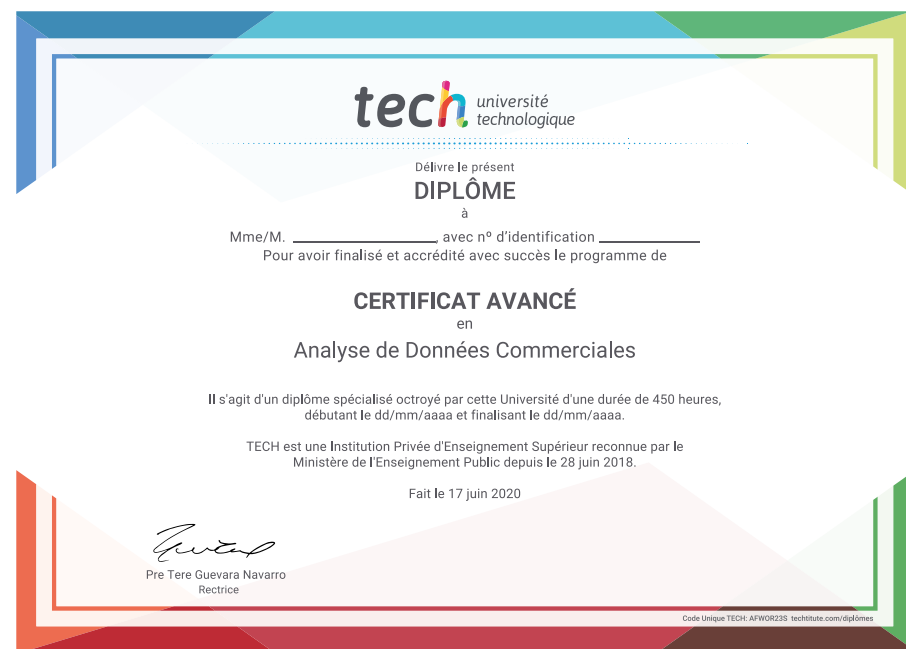 tech université
technologique
Délivre le présent
DIPLÔME
à
Mme/M. ____________, avec nº d'identification ____________
Pour avoir finalisé et accrédité avec succès le programme de
CERTIFICAT AVANCÉ
en
Analyse de Données Commerciales
Il s'agit d'un diplôme spécialisé octroyé par cette Université d'une durée de 450 heures,
débutant le dd/mm/aaaa et finalisant le dd/mm/aaaa.
TECH est une Institution Privée d'Enseignement Supérieur reconnue par le
Ministère de l'Enseignement Public depuis le 28 juin 2018.
Fait le 17 juin 2020
Pre Tere Guevara Navarro
Rectrice
Code Unique TECH: AFWOR23S techtitute.com/diplômes